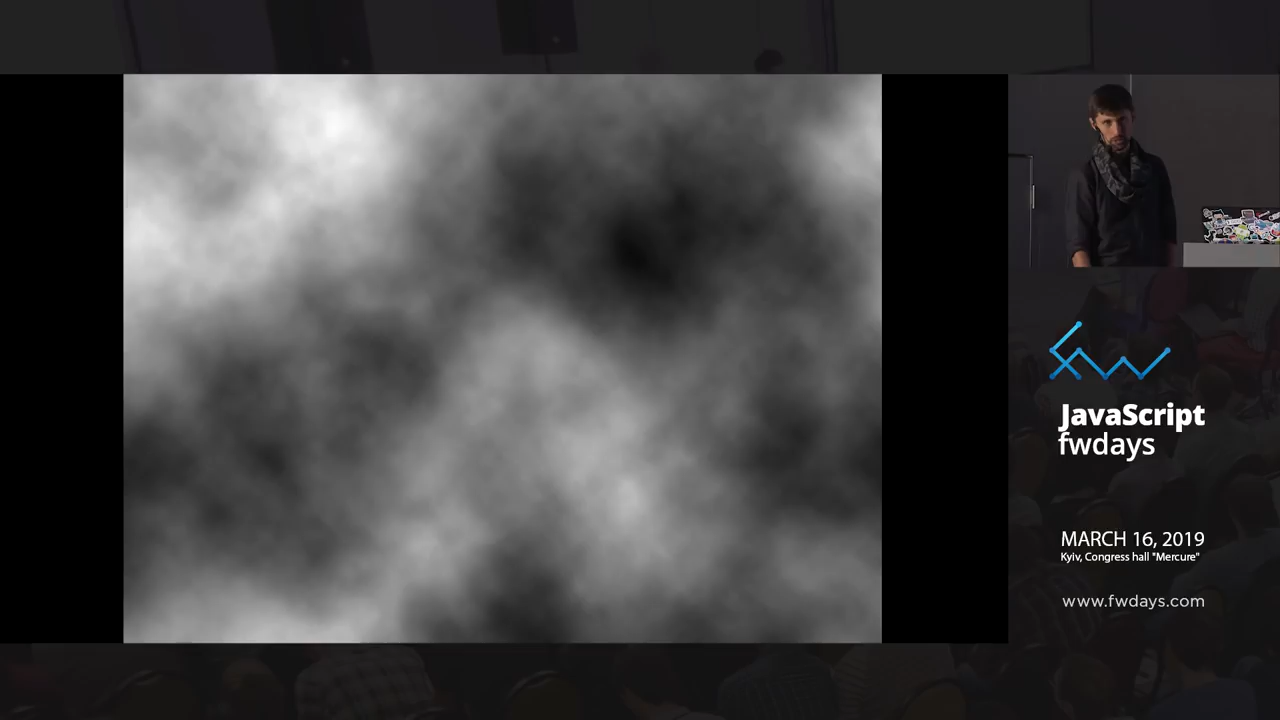 JavaScript
fwdays
MARCH 16, 2019
Kyiv, Congress hall "Mercure"
www.fwdays.com